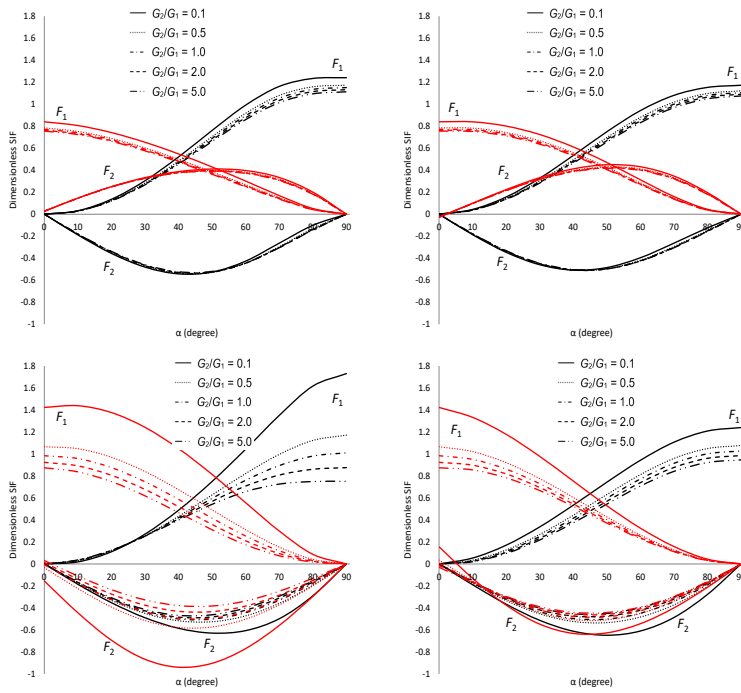 G2/G1 = 0.1
G2/G1 = 0.5
G2/G1 = 1.0
G2/G1 = 2.0
G2/G1 = 5.0
F1
F1
F2
F2
Dimensionless SIF
1.8
1.6
1.4
1.2
1
0.8
0.6
0.4
0.2
0
-0.2
-0.4
-0.6
-0.8
-1
0 10 20 30 40 50 60 70 80 90
α (degree)
G2/G1 = 0.1
G2/G1 = 0.5
G2/G1 = 1.0
G2/G1 = 2.0
G2/G1 = 5.0
F1
F1
F2
F2
Dimensionless SIF
1.8
1.6
1.4
1.2
1
0.8
0.6
0.4
0.2
0
-0.2
-0.4
-0.6
-0.8
-1
0 10 20 30 40 50 60 70 80 90
α (degree)
G2/G1 = 0.1
G2/G1 = 0.5
G2/G1 = 1.0
G2/G1 = 2.0
G2/G1 = 5.0
F1
F1
F2
F2
Dimensionless SIF
1.8
1.6
1.4
1.2
1
0.8
0.6
0.4
0.2
0
-0.2
-0.4
-0.6
-0.8
-1
0 10 20 30 40 50 60 70 80 90
α (degree)
G2/G1 = 0.1
G2/G1 = 0.5
G2/G1 = 1.0
G2/G1 = 2.0
G2/G1 = 5.0
F1
F1
F2
F2
Dimensionless SIF
1.8
1.6
1.4
1.2
1
0.8
0.6
0.4
0.2
0
-0.2
-0.4
-0.6
-0.8
-1
0 10 20 30 40 50 60 70 80 90
α (degree)